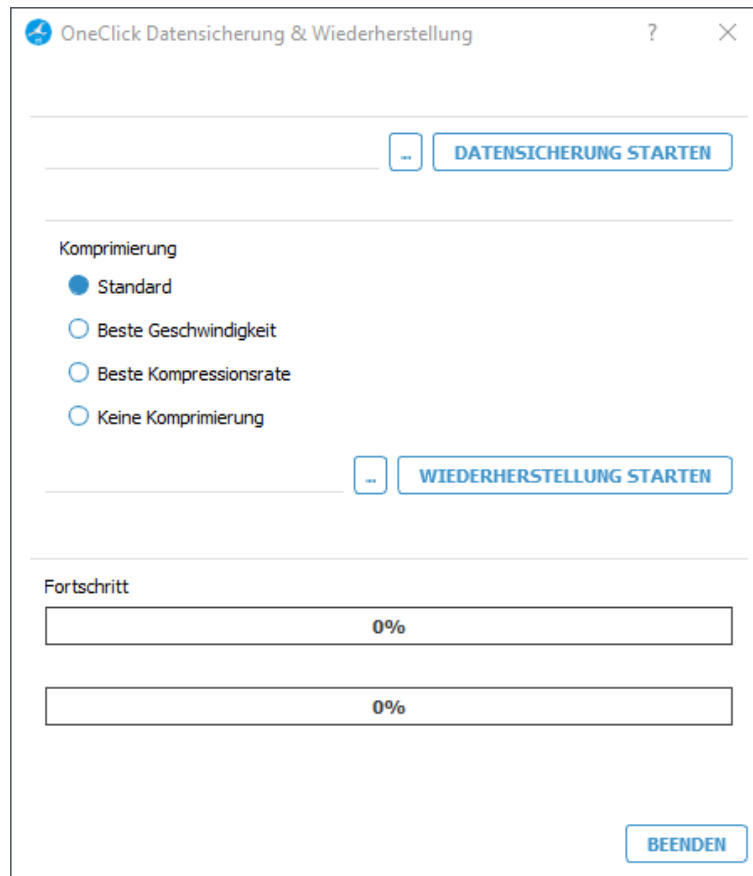 OneClick Datensicherung & Wiederherstellung ?
... DATENSICHERUNG STARTEN
Komprimierung
Standard
Beste Geschwindigkeit
Beste Kompressionsrate
Keine Komprimierung
... WIEDERHERSTELLUNG STARTEN
Fortschritt
0%
0%
BEENDEN